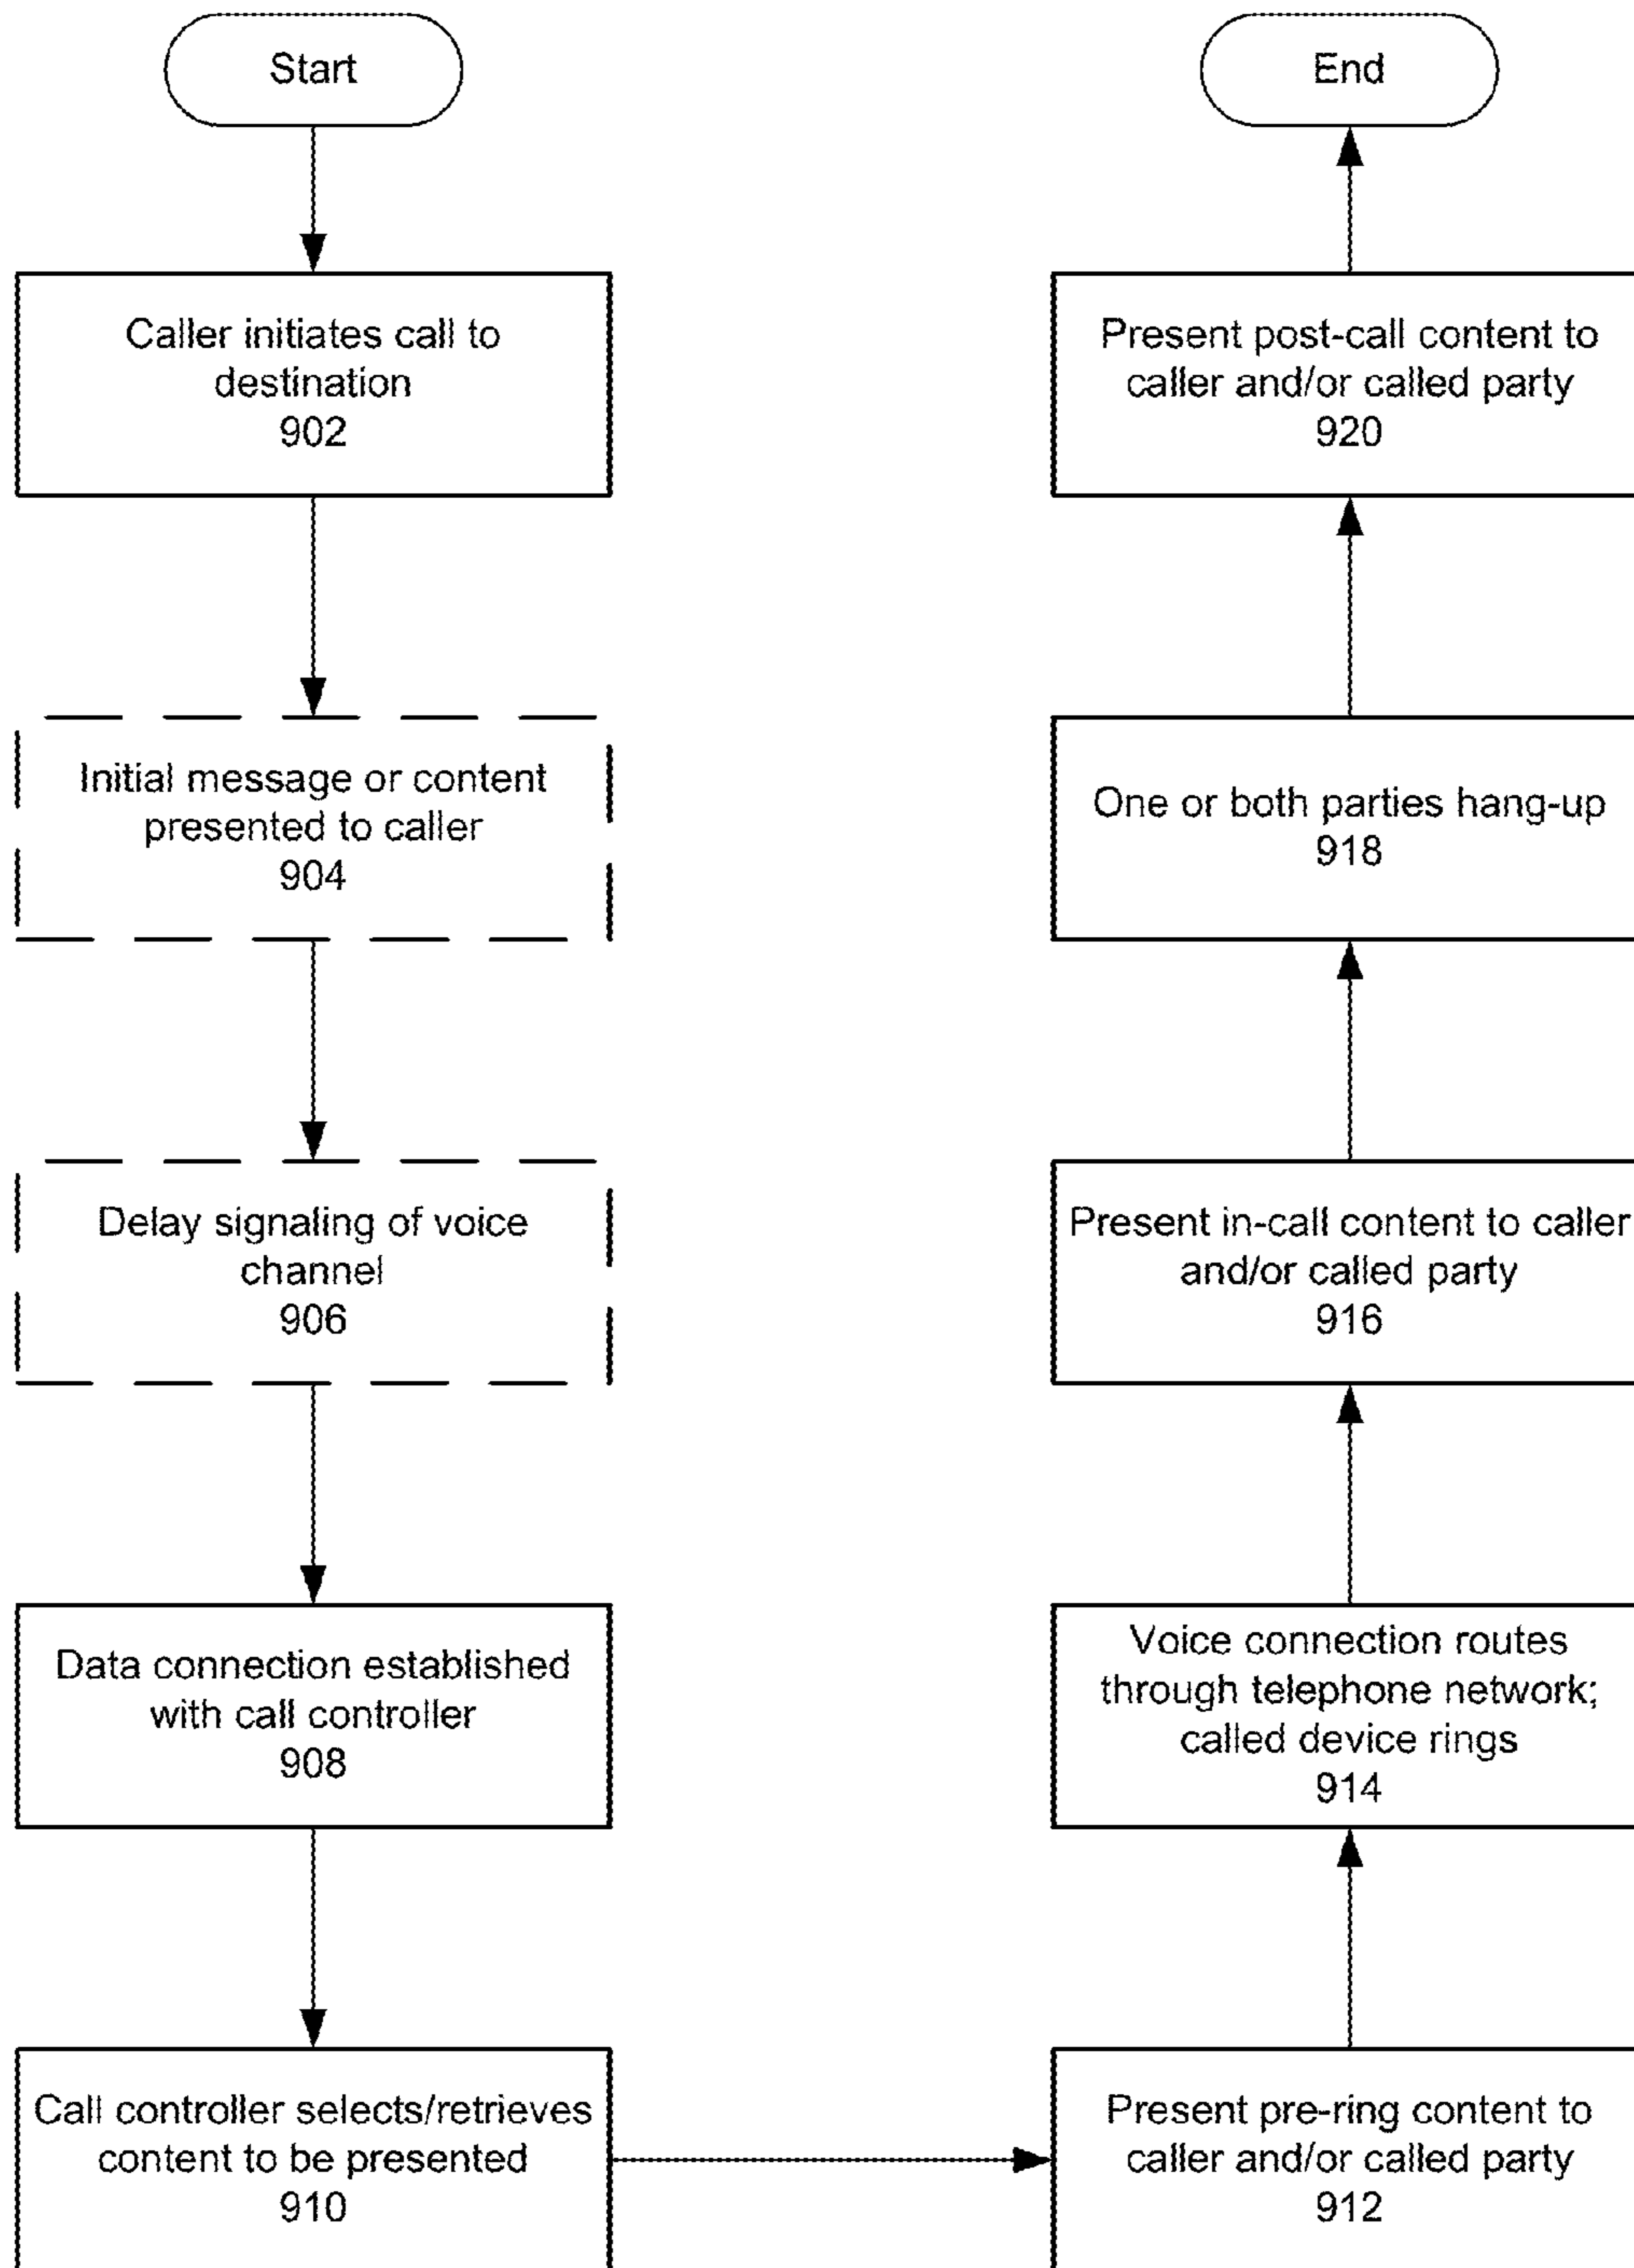 Start
Caller initiates call to
destination
902
Initial message or content
presented to caller
904
Delay signaling of voice
channel
906
Data connection established
with call controller
908
Call controller selects/retrieves
content to be presented
910
Present pre-ring content to
caller and/or called party
912
Voice connection routes
through telephone network;
called device rings
914
Present in-call content to caller
and/or called party
916
One or both parties hang-up
918
Present post-call content to
caller and/or called party
920
End